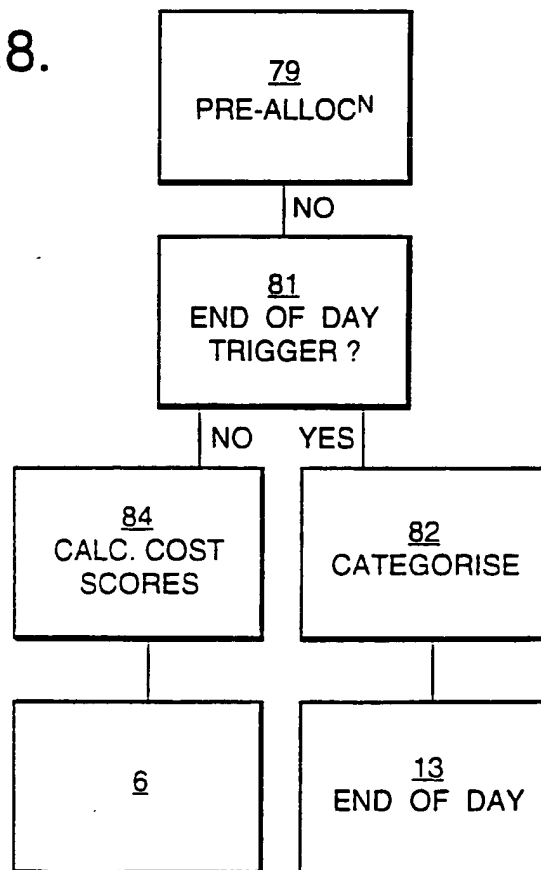 8.
79
PRE-ALLOCN
NO
81
END OF DAY
TRIGGER ?
NO YES
84
CALC. COST
SCORES
82
CATEGORISE
6
13
END OF DAY